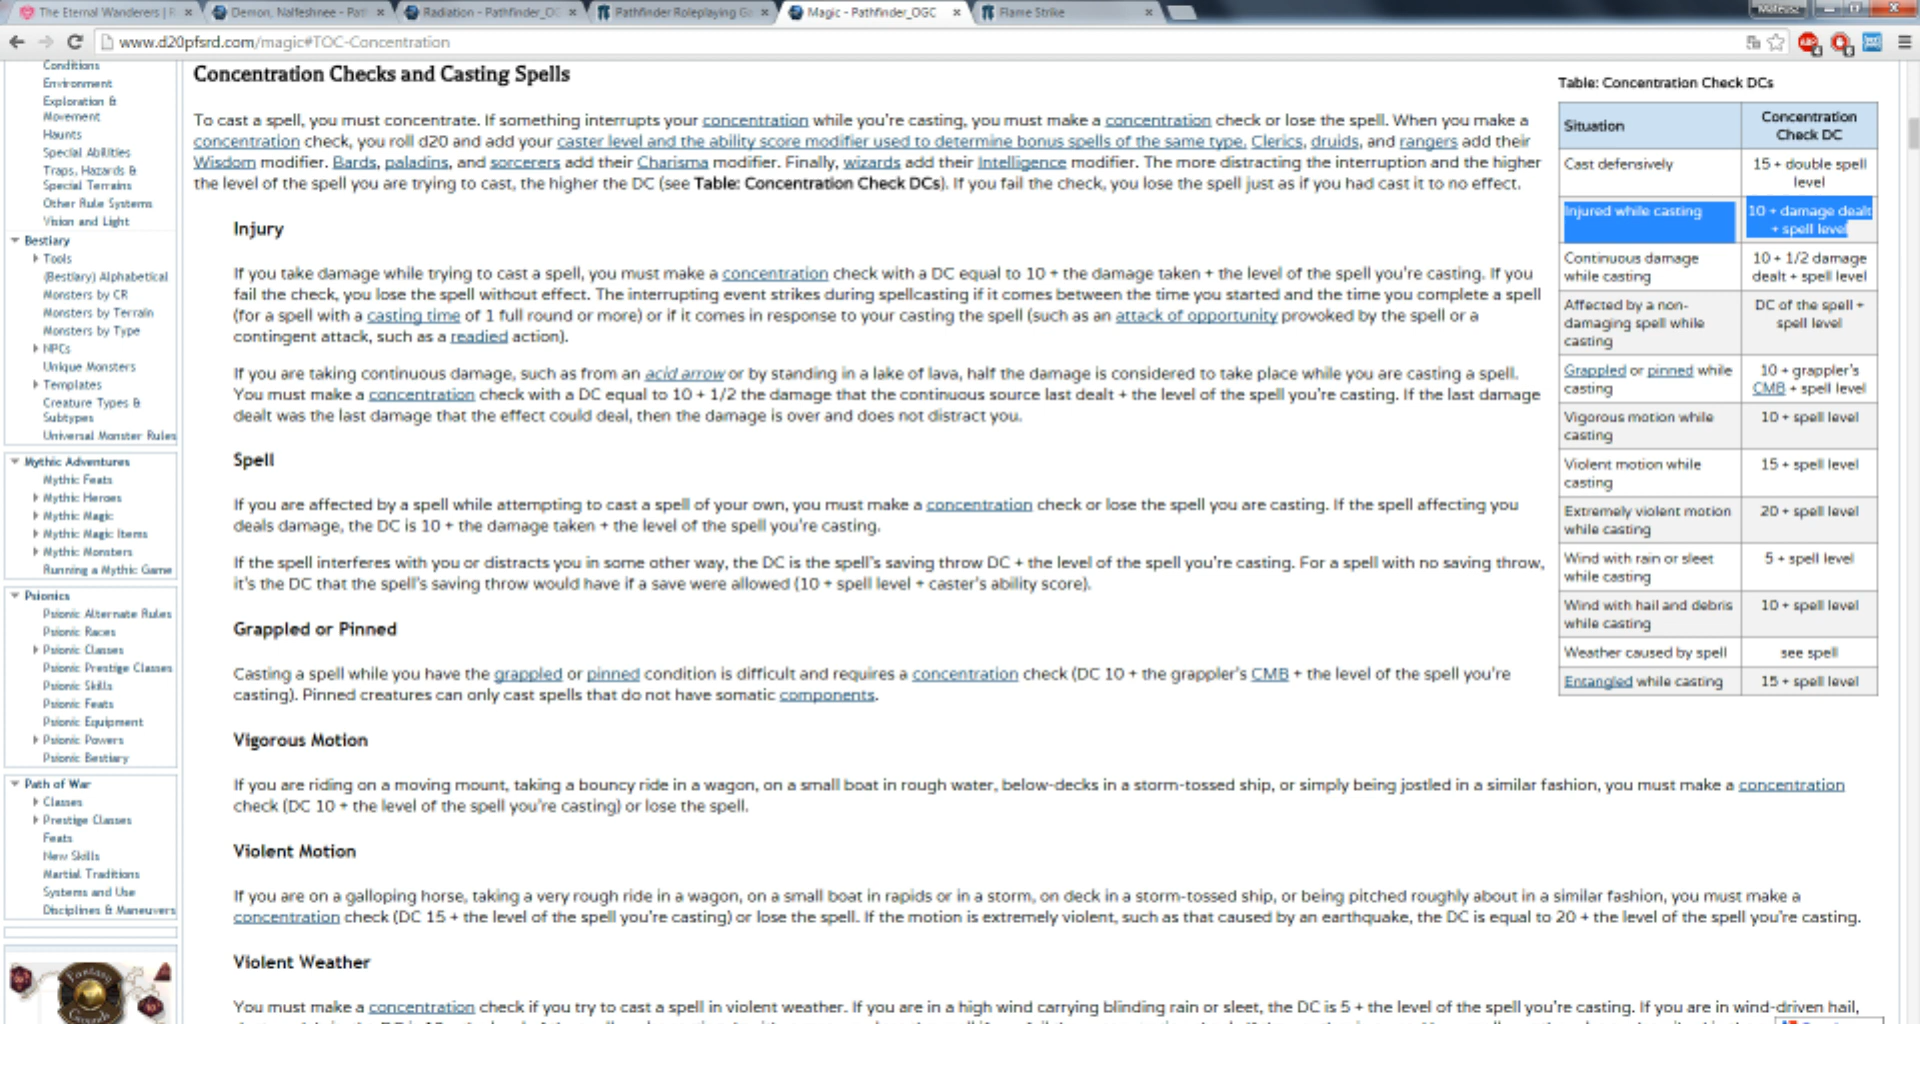 The Eternal Wanderers | R
Demon, Nalfeshnee - Pat
Radiation - Pathfinder_O
Pathfinder Roleplaying G
Magic - Pathfinder_OGC
Flame Strike
Mateusz
www.d20pfsrd.com/magic#TOC-Concentration
Conditions
Environment
Exploration &
Movement
Haunts
Special Abilities
Traps, Hazards &
Special Terrains
Other Rule Systems
Vision and Light
Bestiary
Tools
(Bestiary) Alphabetical
Monsters by CR
Monsters by Terrain
Monsters by Type
NPCs
Unique Monsters
Templates
Creature Types &
Subtypes
Universal Monster Rules
Mythic Adventures
Mythic Feats
Mythic Heroes
Mythic Magic
Mythic Magic Items
Mythic Monsters
Running a Mythic Game
Psionics
Psionic Alternate Rules
Psionic Races
Psionic Classes
Psionic Prestige Classes
Psionic Skills
Psionic Feats
Psionic Equipment
Psionic Powers
Psionic Bestiary
Path of War
Classes
Prestige Classes
Feats
New Skills
Martial Traditions
Systems and Use
Disciplines & Maneuvers
Fantasy
Grounds
Concentration Checks and Casting Spells
To cast a spell, you must concentrate. If something interrupts your concentration while you're casting, you must make a concentration check or lose the spell. When you make a
concentration check, you roll d20 and add your caster level and the ability score modifier used to determine bonus spells of the same type. Clerics, druids, and rangers add their
Wisdom modifier. Bards, paladins, and sorcerers add their Charisma modifier. Finally, wizards add their Intelligence modifier. The more distracting the interruption and the higher
the level of the spell you are trying to cast, the higher the DC (see Table: Concentration Check DCs). If you fail the check, you lose the spell just as if you had cast it to no effect.
Injury
If you take damage while trying to cast a spell, you must make a concentration check with a DC equal to 10 + the damage taken + the level of the spell you're casting. If you
fail the check, you lose the spell without effect. The interrupting event strikes during spellcasting if it comes between the time you started and the time you complete a spell
(for a spell with a casting time of 1 full round or more) or if it comes in response to your casting the spell (such as an attack of opportunity provoked by the spell or a
contingent attack, such as a readied action).
If you are taking continuous damage, such as from an acid arrow or by standing in a lake of lava, half the damage is considered to take place while you are casting a spell.
You must make a concentration check with a DC equal to 10 + 1/2 the damage that the continuous source last dealt + the level of the spell you're casting. If the last damage
dealt was the last damage that the effect could deal, then the damage is over and does not distract you.
Spell
If you are affected by a spell while attempting to cast a spell of your own, you must make a concentration check or lose the spell you are casting. If the spell affecting you
deals damage, the DC is 10 + the damage taken + the level of the spell you're casting.
If the spell interferes with you or distracts you in some other way, the DC is the spell's saving throw DC + the level of the spell you're casting. For a spell with no saving throw,
it's the DC that the spell's saving throw would have if a save were allowed (10 + spell level + caster's ability score).
Grappled or Pinned
Casting a spell while you have the grappled or pinned condition is difficult and requires a concentration check (DC 10 + the grappler's CMB + the level of the spell you're
casting). Pinned creatures can only cast spells that do not have somatic components.
Vigorous Motion
If you are riding on a moving mount, taking a bouncy ride in a wagon, on a small boat in rough water, below-decks in a storm-tossed ship, or simply being jostled in a similar fashion, you must make a concentration
check (DC 10 + the level of the spell you're casting) or lose the spell.
Violent Motion
If you are on a galloping horse, taking a very rough ride in a wagon, on a small boat in rapids or in a storm, on deck in a storm-tossed ship, or being pitched roughly about in a similar fashion, you must make a
concentration check (DC 15 + the level of the spell you're casting) or lose the spell. If the motion is extremely violent, such as that caused by an earthquake, the DC is equal to 20 + the level of the spell you're casting.
Violent Weather
You must make a concentration check if you try to cast a spell in violent weather. If you are in a high wind carrying blinding rain or sleet, the DC is 5 + the level of the spell you're casting. If you are in wind-driven hail,
Table: Concentration Check DCs
Situation
Concentration
Check DC
Cast defensively
15 + double spell
level
Injured while casting
10 + damage dealt
+ spell level
Continuous damage
while casting
10 + 1/2 damage
dealt + spell level
Affected by a non-
damaging spell while
casting
DC of the spell +
spell level
Grappled or pinned while
casting
10 + grappler's
CMB + spell level
Vigorous motion while
casting
10 + spell level
Violent motion while
casting
15 + spell level
Extremely violent motion
while casting
20 + spell level
Wind with rain or sleet
while casting
5 + spell level
Wind with hail and debris
while casting
10 + spell level
Weather caused by spell
see spell
Entangled while casting
15 + spell level